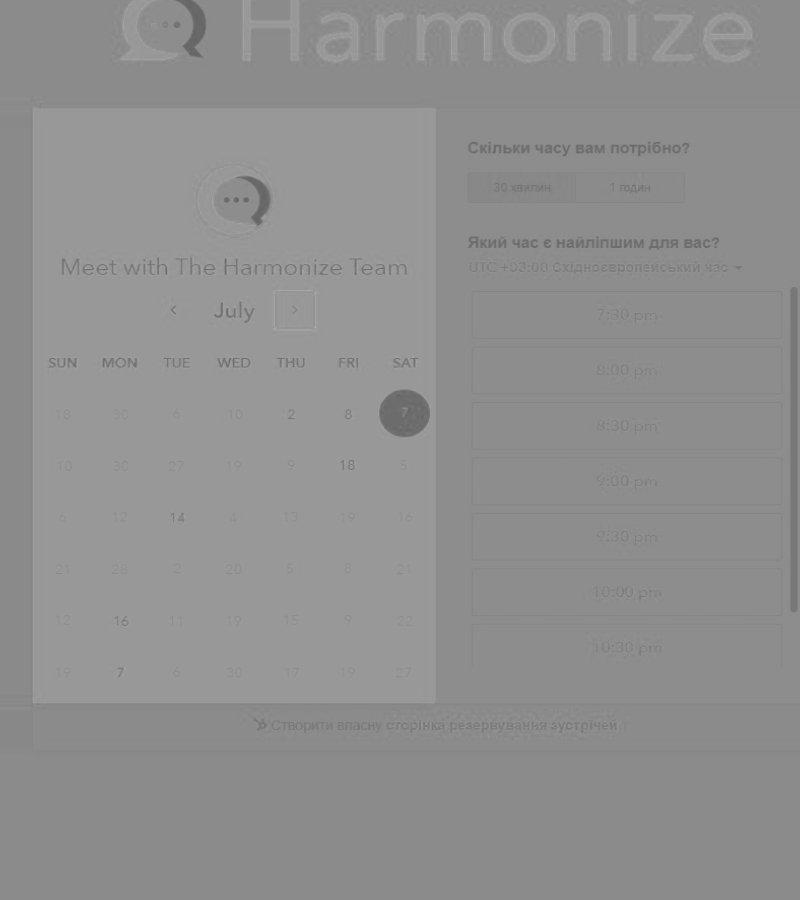 Harmonize
Meet with The Harmonize Team
July
SUN MON TUE WED THU FRI SAT
13 30 6 10 2 8 7
10 30 27 19 9 18 5
6 12 14 4 13 19 16
21 28 2 20 5 8 21
12 16 11 19 15 9 22
19 7 6 30 17 19 27
Скільки часу вам потрібно?
30 хвилин 1 годин
Який час є найліпшим для вас?
UTC +03:00 Східноєвропейський час
7:30 pm
8:00 pm
8:30 pm
9:00 pm
9:30 pm
10:00 pm
10:30 pm
Створити власну сторінка резервування зустрічей